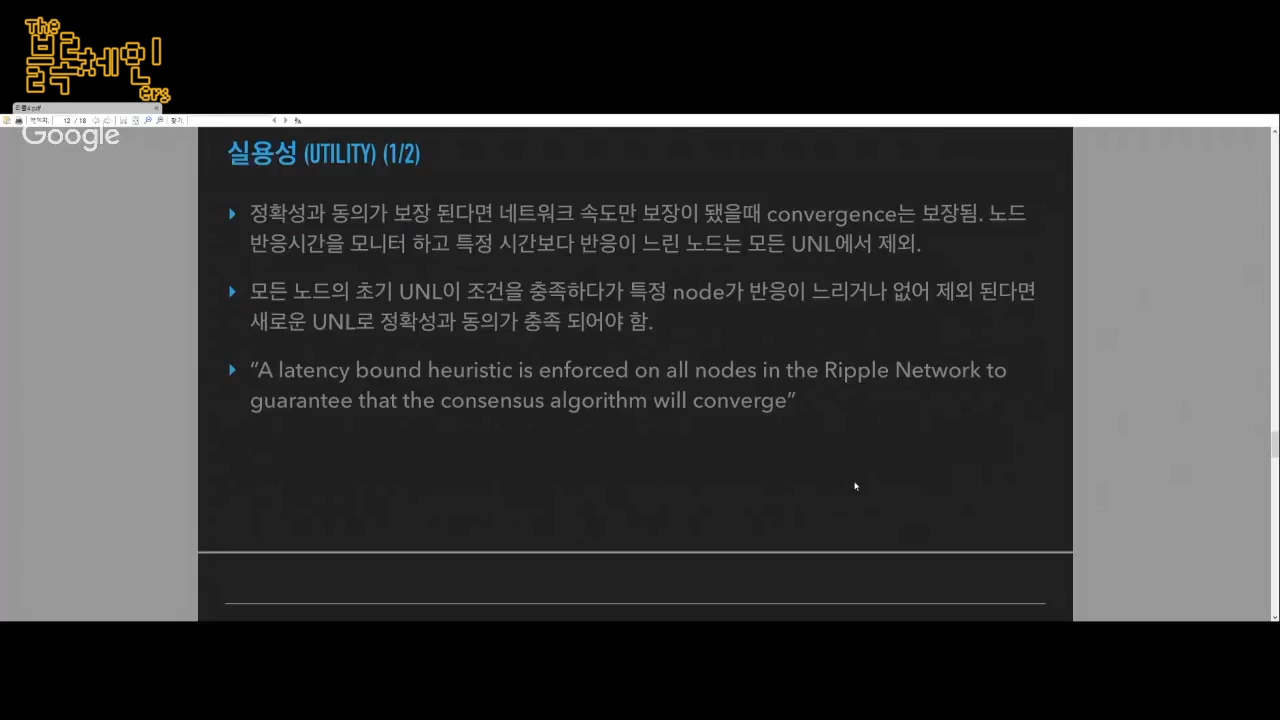 The
블록체인
ers
리플4.pdf
12 / 18
찾기
Google
실용성 (UTILITY) (1/2)
정확성과 동의가 보장 된다면 네트워크 속도만 보장이 됐을때 convergence는 보장됨. 노드
반응시간을 모니터 하고 특정 시간보다 반응이 느린 노드는 모든 UNL에서 제외.
모든 노드의 초기 UNL이 조건을 충족하다가 특정 node가 반응이 느리거나 없어 제외 된다면
새로운 UNL로 정확성과 동의가 충족 되어야 함.
“A latency bound heuristic is enforced on all nodes in the Ripple Network to
guarantee that the consensus algorithm will converge”